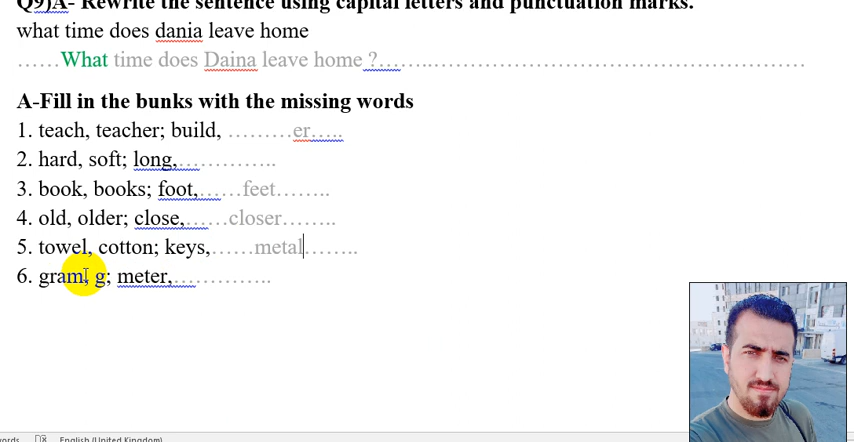 Q9)A- Rewrite the sentence using capital letters and punctuation marks.
what time does dania leave home
……What time does Daina leave home ?……..……………………………………………
A-Fill in the bunks with the missing words
1. teach, teacher; build, ………er…..
2. hard, soft; long,…………..
3. book, books; foot,……feet……..
4. old, older; close,……closer……..
5. towel, cotton; keys,……metal……..
6. gram, g; meter,…………..
English (United Kingdom)